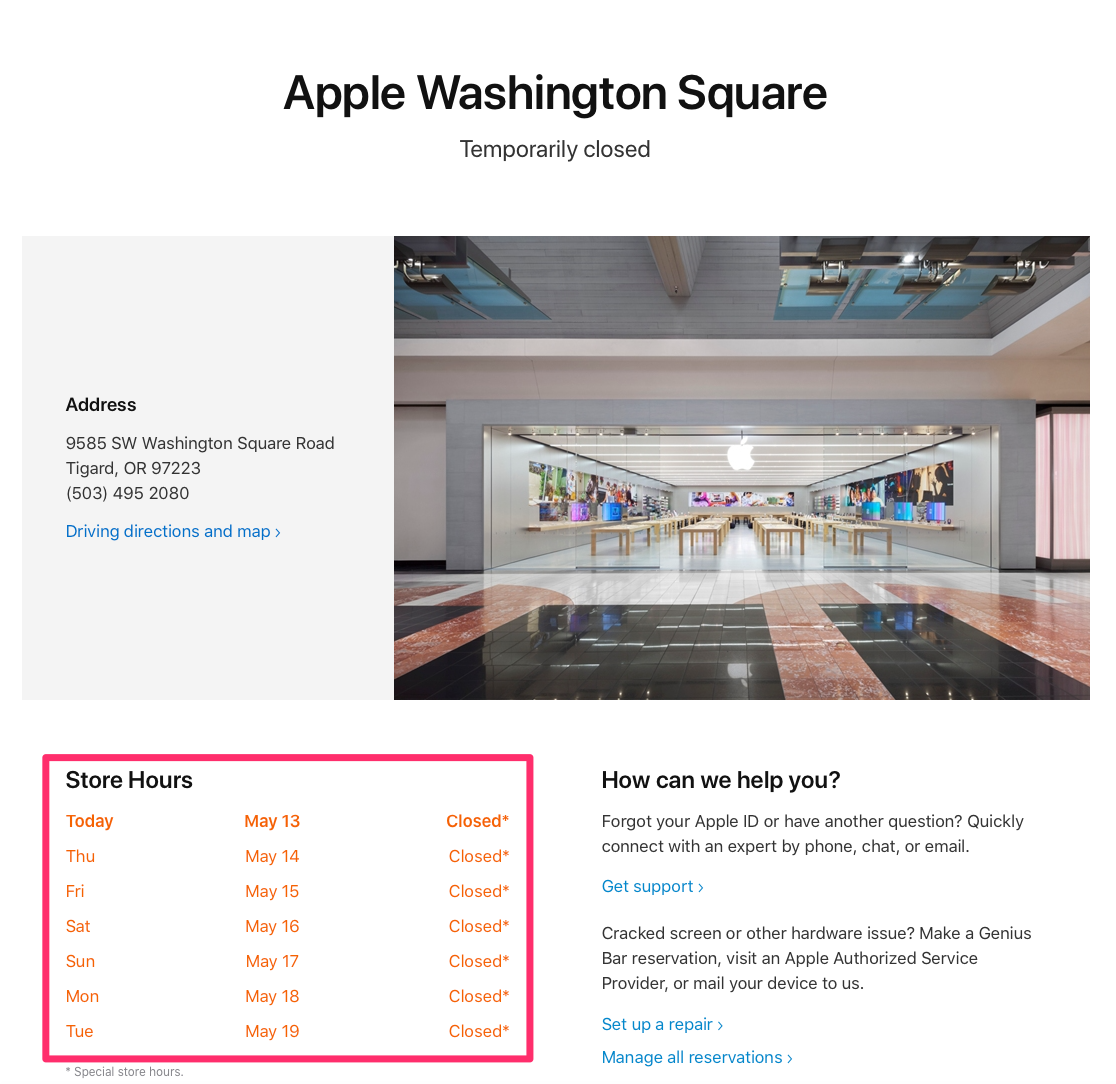 Apple Washington Square
Temporarily closed
Address
9585 SW Washington Square Road
Tigard, OR 97223
(503) 495 2080
Driving directions and map ›
Store Hours
Today May 13 Closed*
Thu May 14 Closed*
Fri May 15 Closed*
Sat May 16 Closed*
Sun May 17 Closed*
Mon May 18 Closed*
Tue May 19 Closed*
* Special store hours.
How can we help you?
Forgot your Apple ID or have another question? Quickly
connect with an expert by phone, chat, or email.
Get support ›
Cracked screen or other hardware issue? Make a Genius
Bar reservation, visit an Apple Authorized Service
Provider, or mail your device to us.
Set up a repair ›
Manage all reservations ›